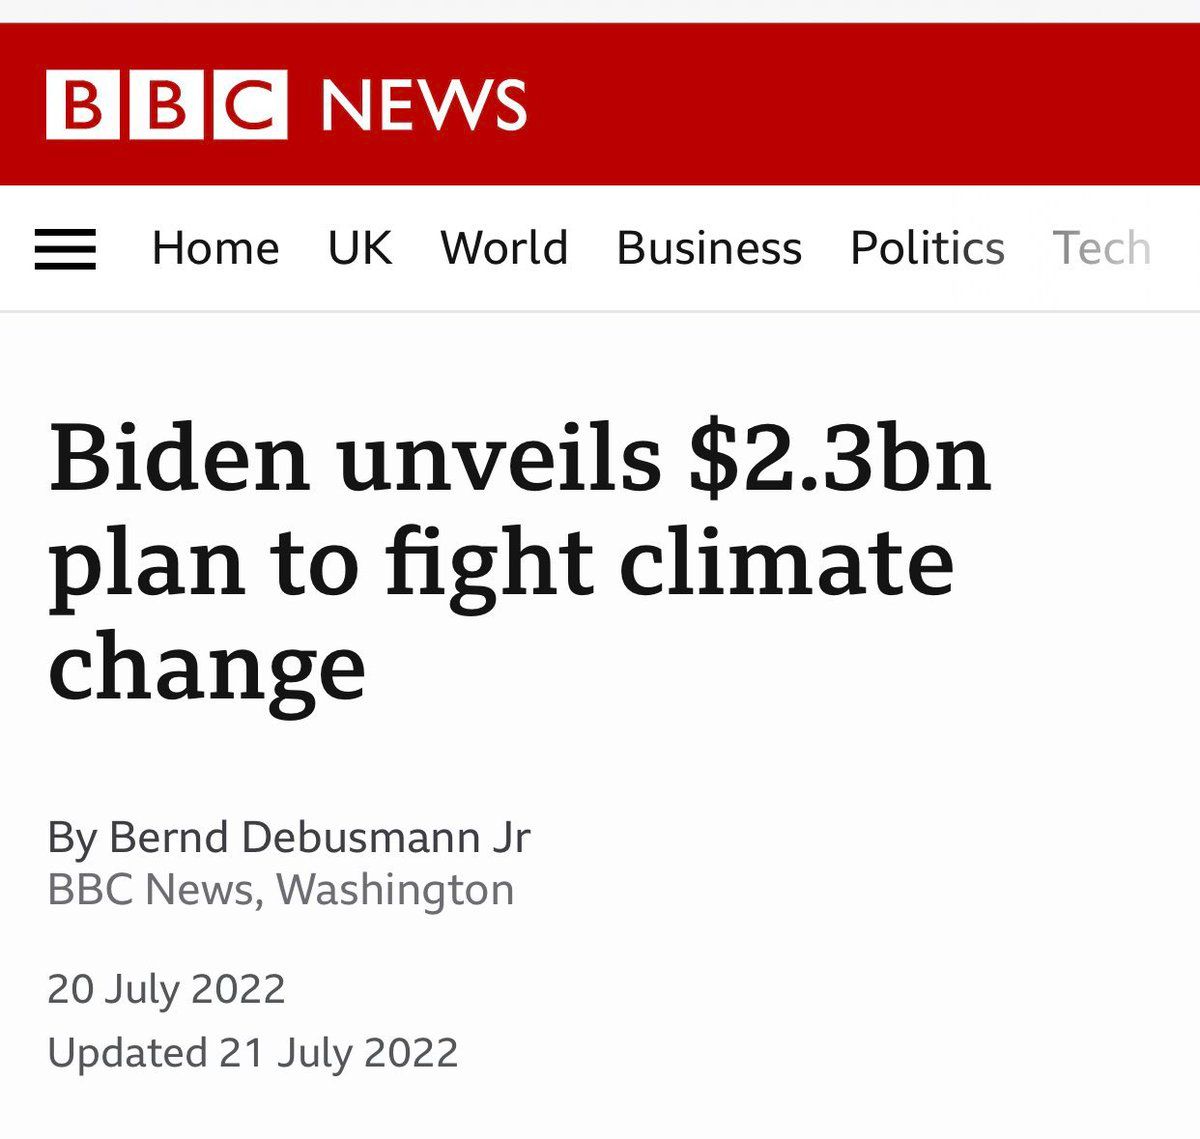 BBC NEWS
Home UK World Business Politics Tech
Biden unveils $2.3bn
plan to fight climate
change
By Bernd Debusmann Jr
BBC News, Washington
20 July 2022
Updated 21 July 2022